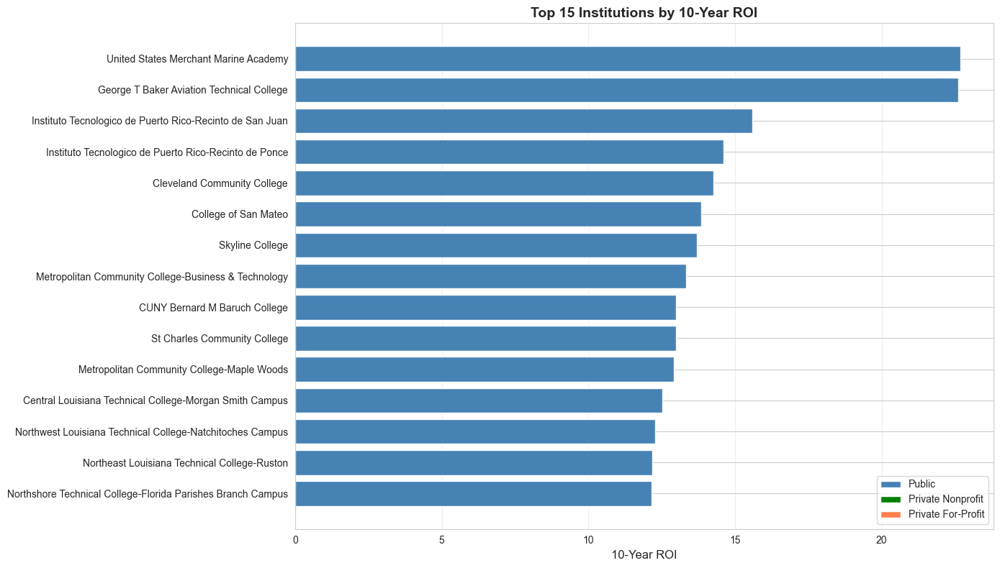 Top 15 Institutions by 10-Year ROI
United States Merchant Marine Academy
George T Baker Aviation Technical College
Instituto Tecnologico de Puerto Rico-Recinto de San Juan
Instituto Tecnologico de Puerto Rico-Recinto de Ponce
Cleveland Community College
College of San Mateo
Skyline College
Metropolitan Community College-Business & Technology
CUNY Bernard M Baruch College
St Charles Community College
Metropolitan Community College-Maple Woods
Central Louisiana Technical College-Morgan Smith Campus
Northwest Louisiana Technical College-Natchitoches Campus
Northeast Louisiana Technical College-Ruston
Northshore Technical College-Florida Parishes Branch Campus
Public
Private Nonprofit
Private For-Profit
0 5 10 15 20
10-Year ROI